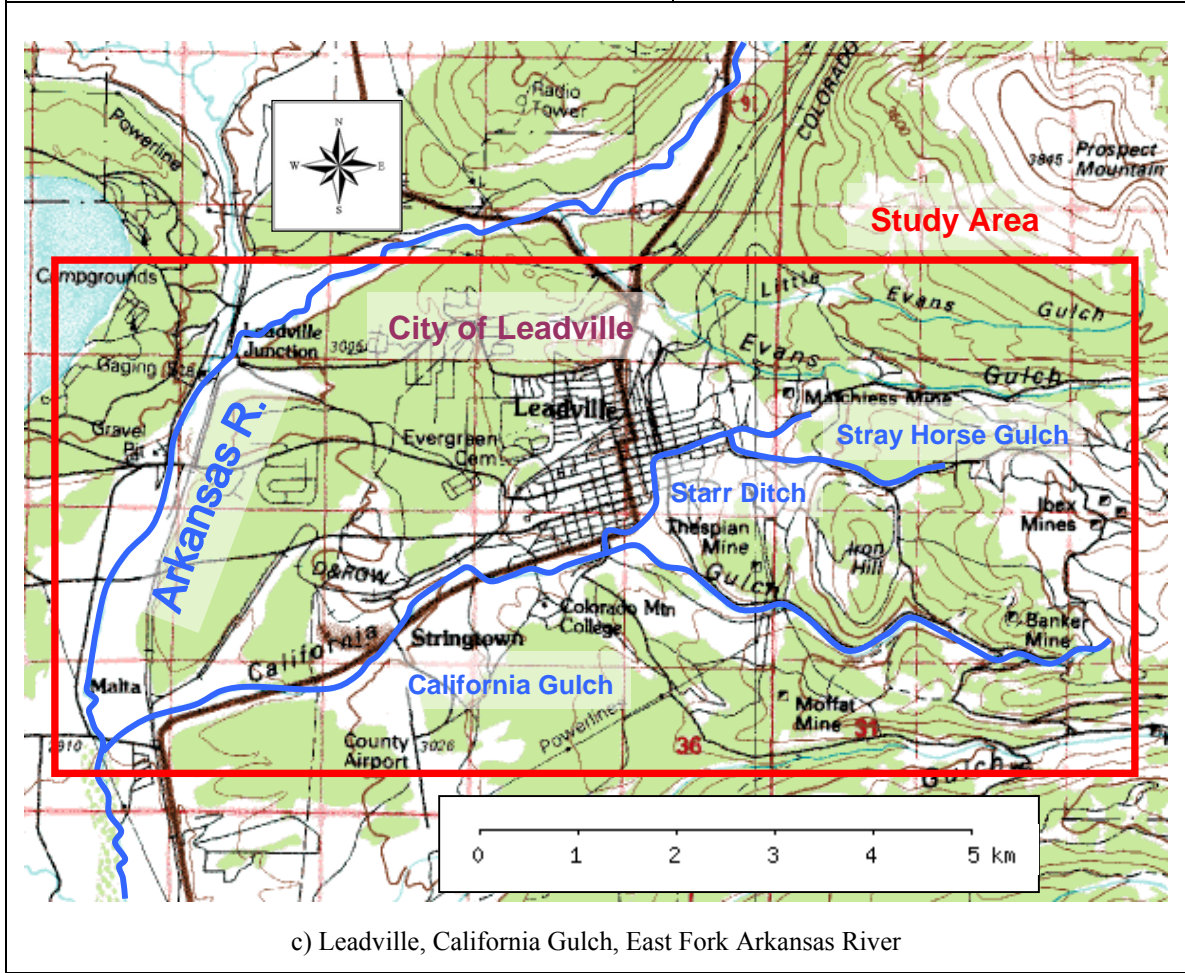 Radio
Tower
91
COLORADO
Powerline
N
W E
S
3845
Prospect
Mountain
Study Area
Campgrounds
Little
Evans
Gulch
City of Leadville
Leadville
Junction
Evans
Gulch
Gaging Sta
Matchless Mine
Leadville
Stray Horse Gulch
Gravel
Pit
Evergreen
Cem
Arkansas R.
Starr Ditch
Ibex
Mines
Thespian
Mine
Iron
Hill
D&RGW
Gulch
Colorado Mtn
College
Banker
Mine
California
Stringtown
Malta
California Gulch
Moffat
Mine
31
36
Powerline
County
Airport
3026
Gulch
0 1 2 3 4 5 km
c) Leadville, California Gulch, East Fork Arkansas River